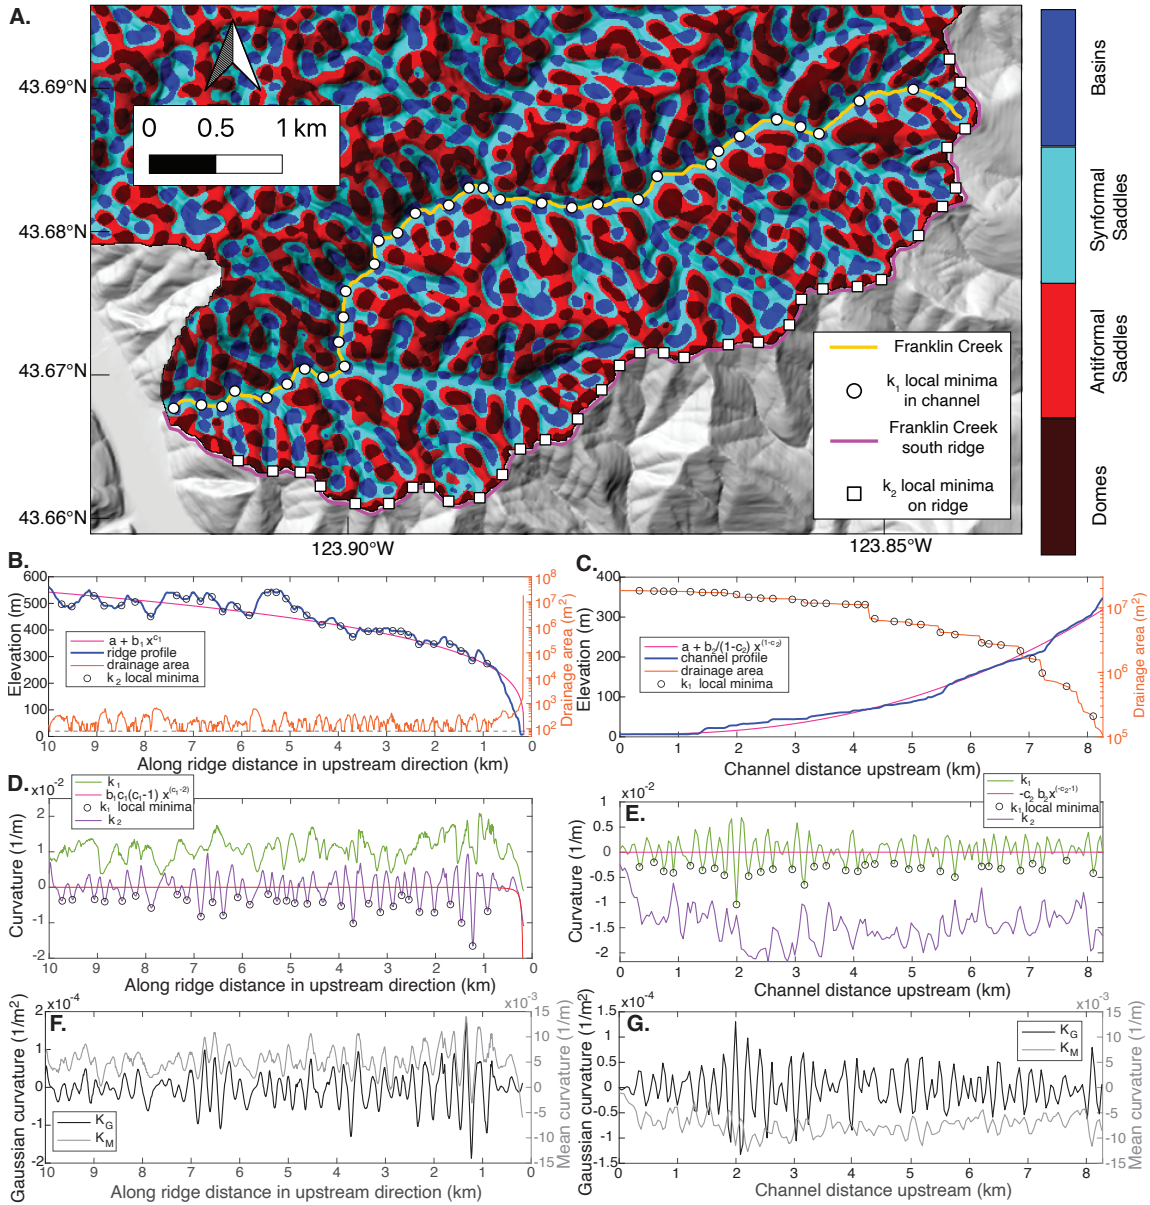 A.
43.69°N
43.68°N
43.67°N
43.66°N
0 0.5 1 km
123.90°W
123.85°W
Franklin Creek
k1 local minima
in channel
Franklin Creek
south ridge
k2 local minima
on ridge
Basins
Synformal
Saddles
Antiformal
Saddles
Domes
B.
600
500
400
300
200
100
0
Elevation (m)
a + b1 x^c1
ridge profile
drainage area
k2 local minima
10^8
10^7
10^6
10^5
10^4
10^3
10^2
Drainage area (m^2)
10 9 8 7 6 5 4 3 2 1 0
Along ridge distance in upstream direction (km)
C.
400
300
200
100
0
Elevation (m)
a + b2/(1-c2) x^(1-c2)
channel profile
drainage area
k1 local minima
10^7
10^6
10^5
Drainage area (m^2)
0 1 2 3 4 5 6 7 8
Channel distance upstream (km)
D.
x10^-2
k1
b1c1(c1-1) x^(c1-2)
k1 local minima
k2
2
1
0
-1
-2
Curvature (1/m)
10 9 8 7 6 5 4 3 2 1 0
Along ridge distance in upstream direction (km)
E.
x10^-2
k1
-c2 b2x^(-c2-1)
k1 local minima
k2
1
0.5
0
-0.5
-1
-1.5
-2
Curvature (1/m)
0 1 2 3 4 5 6 7 8
Channel distance upstream (km)
F.
x10^-4
2
1
0
-1
-2
Gaussian curvature (1/m^2)
KG
KM
x10^-3
15
10
5
0
-5
-10
-15
Mean curvature (1/m)
10 9 8 7 6 5 4 3 2 1 0
Along ridge distance in upstream direction (km)
G.
x10^-4
1.5
1
0.5
0
-0.5
-1
-1.5
Gaussian curvature (1/m^2)
KG
KM
x10^-3
15
10
5
0
-5
-10
-15
Mean curvature (1/m)
0 1 2 3 4 5 6 7 8
Channel distance upstream (km)